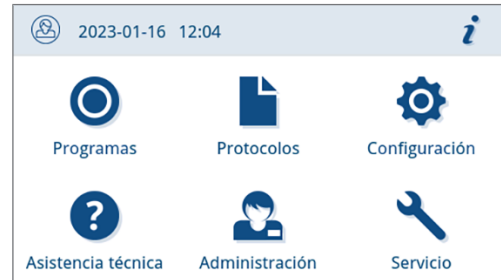 2023-01-16 12:04
Programas Protocolos Configuración
Asistencia técnica Administración Servicio